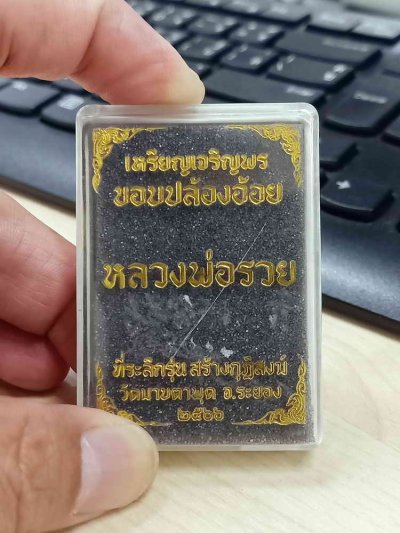 เหรียญเจริญพร
ขอบปล้องอ้อย
หลวงพ่อรวย
ที่ระลึกรุ่น สร้างกุฏิสงฆ์
วัดมาบตาพุด อ.ระยอง
๒๕๖๖